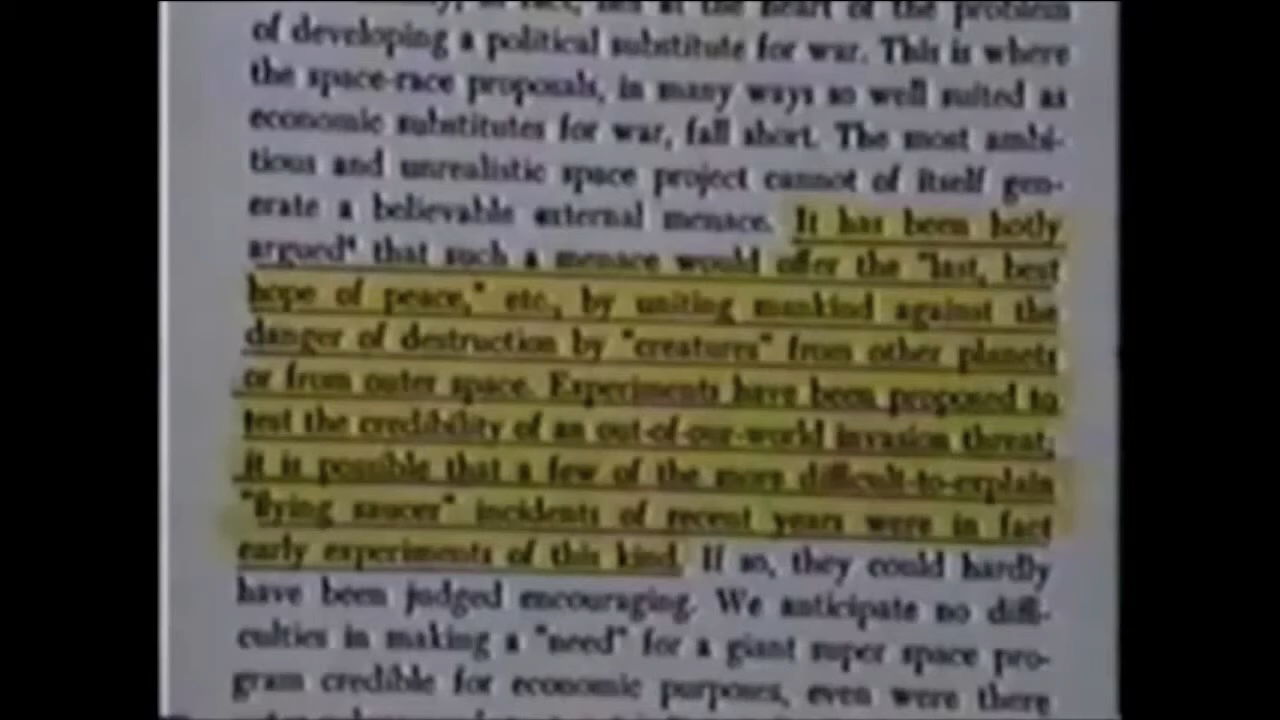 the heart of the problem
of developing a political substitute for war. This is where
the space-race proposals, in many ways so well suited as
economic substitutes for war, fall short. The most ambi-
tious and unrealistic space project cannot of itself gen-
erate a believable external menace. It has been hotly
argued⁴ that such a menace would offer the "last, best
hope of peace," etc., by uniting mankind against the
danger of destruction by "creatures" from other planets
or from outer space. Experiments have been proposed to
test the credibility of an out-of-our-world invasion threat;
it is possible that a few of the more difficult-to-explain
"flying saucer" incidents of recent years were in fact
early experiments of this kind. If so, they could hardly
have been judged encouraging. We anticipate no diffi-
culties in making a "need" for a giant super space pro-
gram credible for economic purposes, even were there